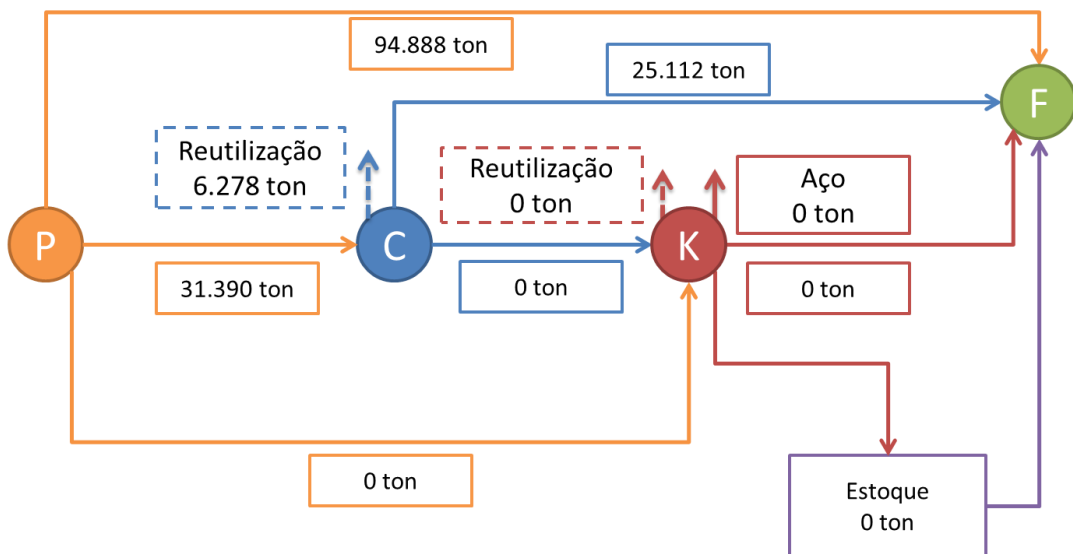 94.888 ton
25.112 ton
F
Reutilização
6.278 ton
Reutilização
0 ton
Aço
0 ton
P
C
K
31.390 ton
0 ton
0 ton
0 ton
Estoque
0 ton